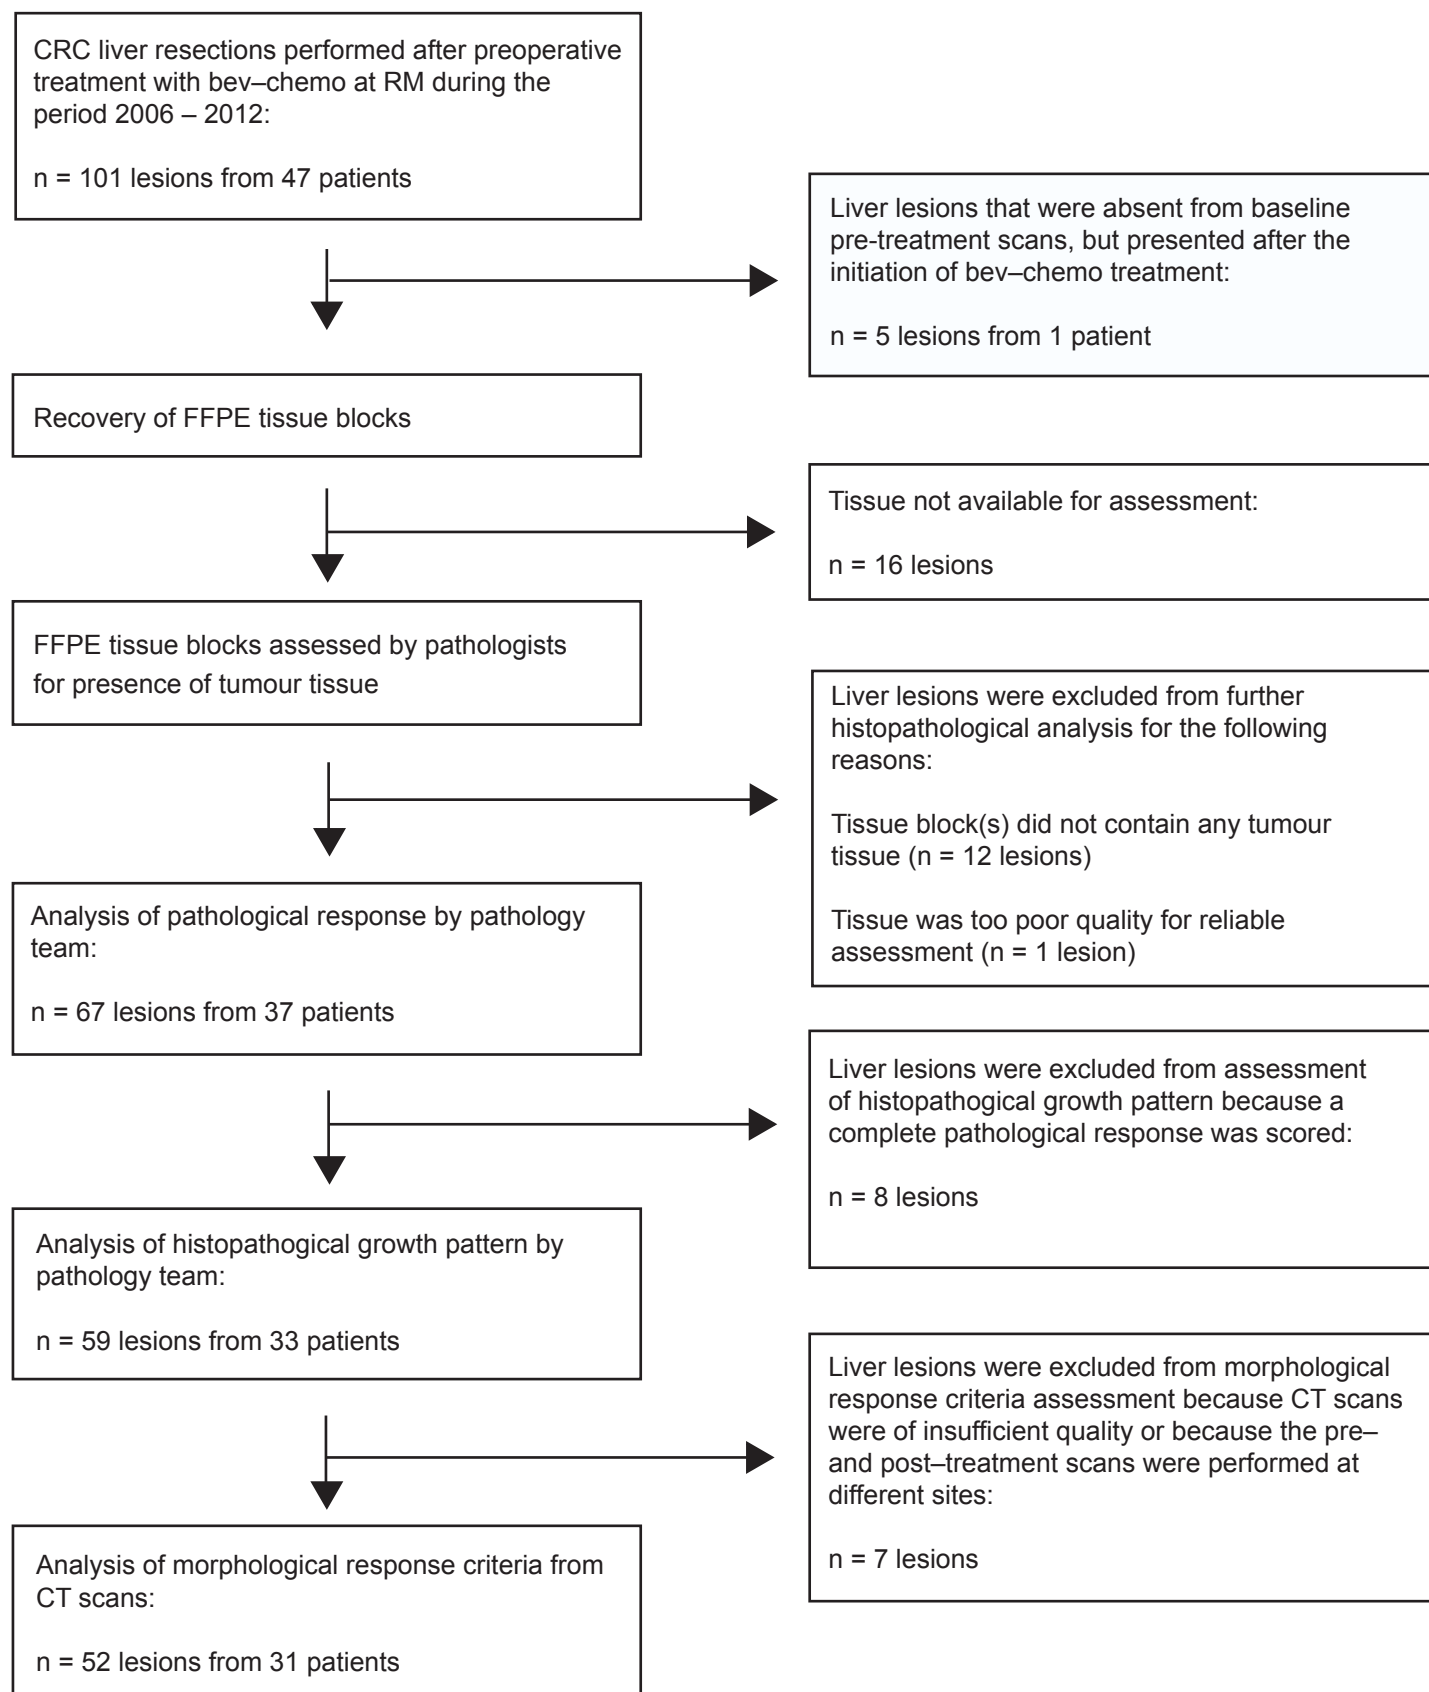 CRC liver resections performed after preoperative
treatment with bev–chemo at RM during the
period 2006 – 2012:
n = 101 lesions from 47 patients
Liver lesions that were absent from baseline
pre-treatment scans, but presented after the
initiation of bev–chemo treatment:
n = 5 lesions from 1 patient
Recovery of FFPE tissue blocks
Tissue not available for assessment:
n = 16 lesions
FFPE tissue blocks assessed by pathologists
for presence of tumour tissue
Liver lesions were excluded from further
histopathological analysis for the following
reasons:
Tissue block(s) did not contain any tumour
tissue (n = 12 lesions)
Tissue was too poor quality for reliable
assessment (n = 1 lesion)
Analysis of pathological response by pathology
team:
n = 67 lesions from 37 patients
Liver lesions were excluded from assessment
of histopathogical growth pattern because a
complete pathological response was scored:
n = 8 lesions
Analysis of histopathogical growth pattern by
pathology team:
n = 59 lesions from 33 patients
Liver lesions were excluded from morphological
response criteria assessment because CT scans
were of insufficient quality or because the pre–
and post–treatment scans were performed at
different sites:
n = 7 lesions
Analysis of morphological response criteria from
CT scans:
n = 52 lesions from 31 patients